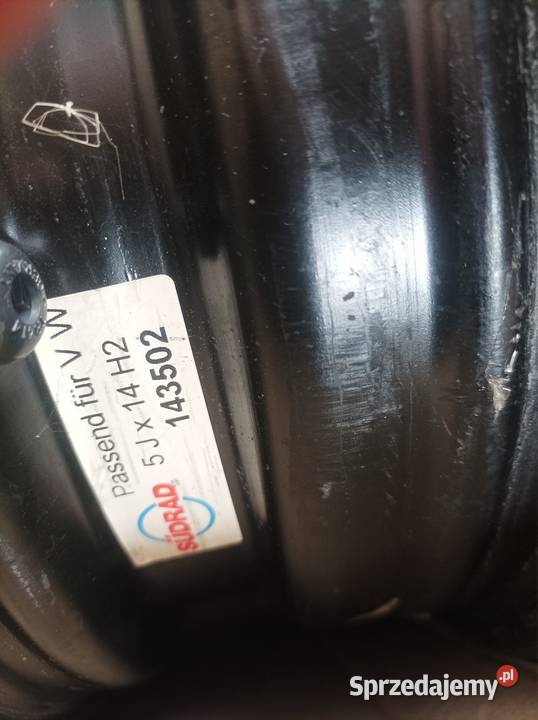 Passend für VW
5 J x 14 H2
143502
SÜDRAD
Sprzedajemy.pl